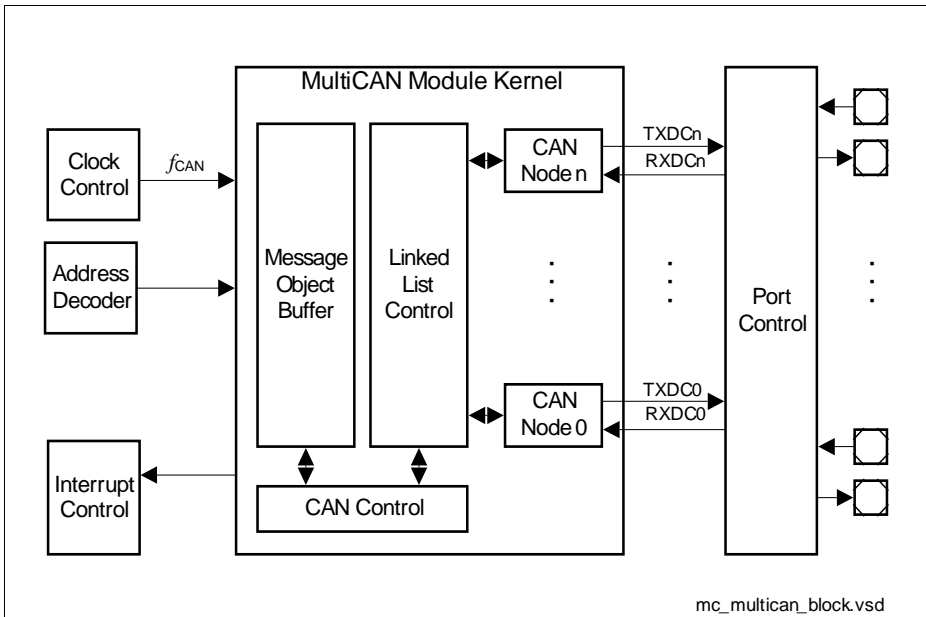 MultiCAN Module Kernel
Clock
Control
fCAN
Address
Decoder
Interrupt
Control
Message
Object
Buffer
Linked
List
Control
CAN Control
CAN
Node n
CAN
Node 0
TXDCn
RXDCn
TXDC0
RXDC0
Port
Control
mc_multican_block.vsd